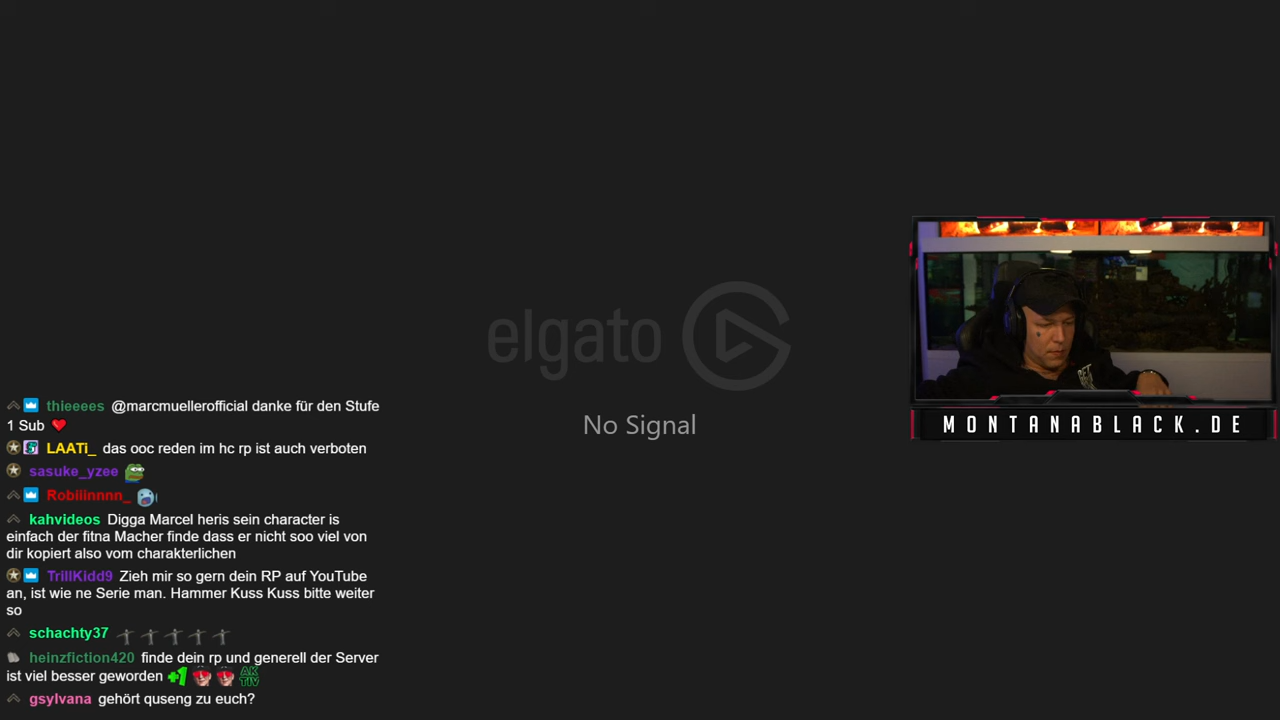 elgato
No Signal
MONTANABLACK.DE
thieeees @marcmuellerofficial danke für den Stufe
1 Sub
LAATi_ das ooc reden im hc rp ist auch verboten
sasuke_yzee
Robiiinnnn_
kahvideos Digga Marcel heris sein character is
einfach der fitna Macher finde dass er nicht soo viel von
dir kopiert also vom charakterlichen
TrillKidd9 Zieh mir so gern dein RP auf YouTube
an, ist wie ne Serie man. Hammer Kuss Kuss bitte weiter
so
schachty37
heinzfiction420 finde dein rp und generell der Server
ist viel besser geworden +1 AKTIV
gsylvana gehört quseng zu euch?